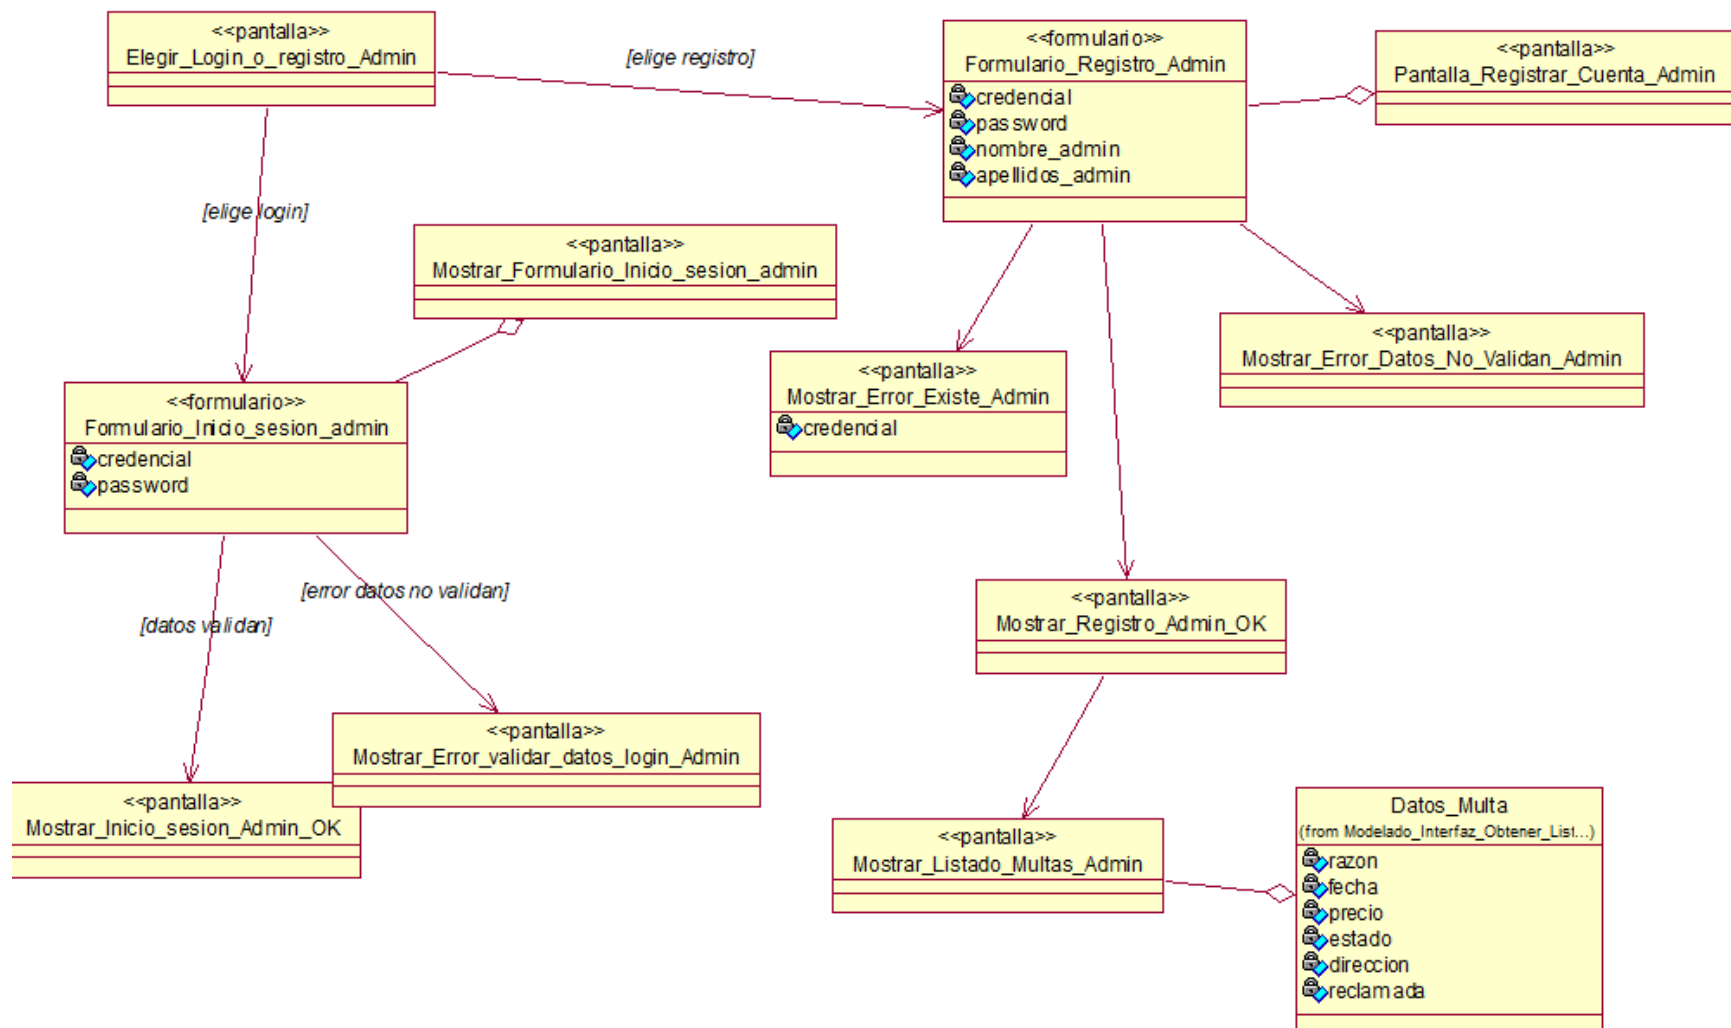 <<pantalla>>
Elegir_Login_o_registro_Admin
[elige registro]
<<formulario>>
Formulario_Registro_Admin
credencial
password
nombre_admin
apellidos_admin
<<pantalla>>
Pantalla_Registrar_Cuenta_Admin
[elige login]
<<pantalla>>
Mostrar_Formulario_Inicio_sesion_admin
<<pantalla>>
Mostrar_Error_Datos_No_Validan_Admin
<<pantalla>>
Mostrar_Error_Existe_Admin
credencial
<<formulario>>
Formulario_Inicio_sesion_admin
credencial
password
[error datos no validan]
[datos validan]
<<pantalla>>
Mostrar_Registro_Admin_OK
<<pantalla>>
Mostrar_Error_validar_datos_login_Admin
<<pantalla>>
Mostrar_Inicio_sesion_Admin_OK
<<pantalla>>
Mostrar_Listado_Multas_Admin
Datos_Multa
(from Modelado_Interfaz_Obtener_List...)
razon
fecha
precio
estado
direccion
reclamada